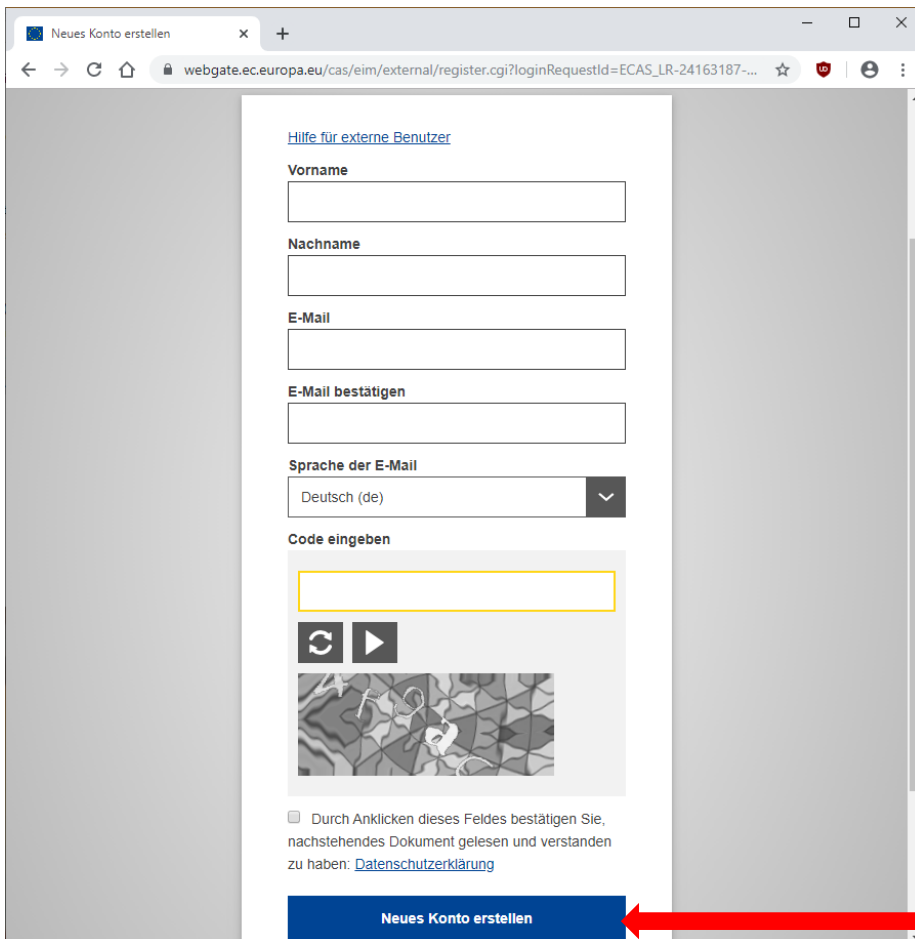 Neues Konto erstellen
webgate.ec.europa.eu/cas/eim/external/register.cgi?loginRequestId=ECAS_LR-24163187-...
Hilfe für externe Benutzer
Vorname
Nachname
E-Mail
E-Mail bestätigen
Sprache der E-Mail
Deutsch (de)
Code eingeben
Durch Anklicken dieses Feldes bestätigen Sie,
nachstehendes Dokument gelesen und verstanden
zu haben: Datenschutzerklärung
Neues Konto erstellen